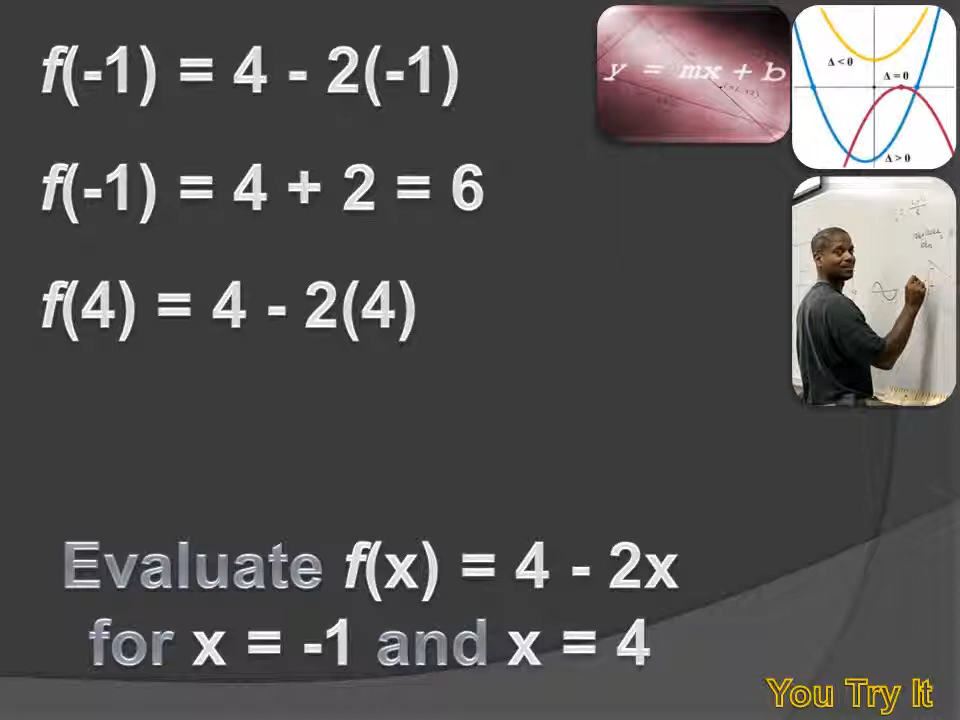 f(-1) = 4 - 2(-1)
f(-1) = 4 + 2 = 6
f(4) = 4 - 2(4)
y = mx + b
Δ < 0
Δ = 0
Δ > 0
Evaluate f(x) = 4 - 2x
for x = -1 and x = 4
You Try It